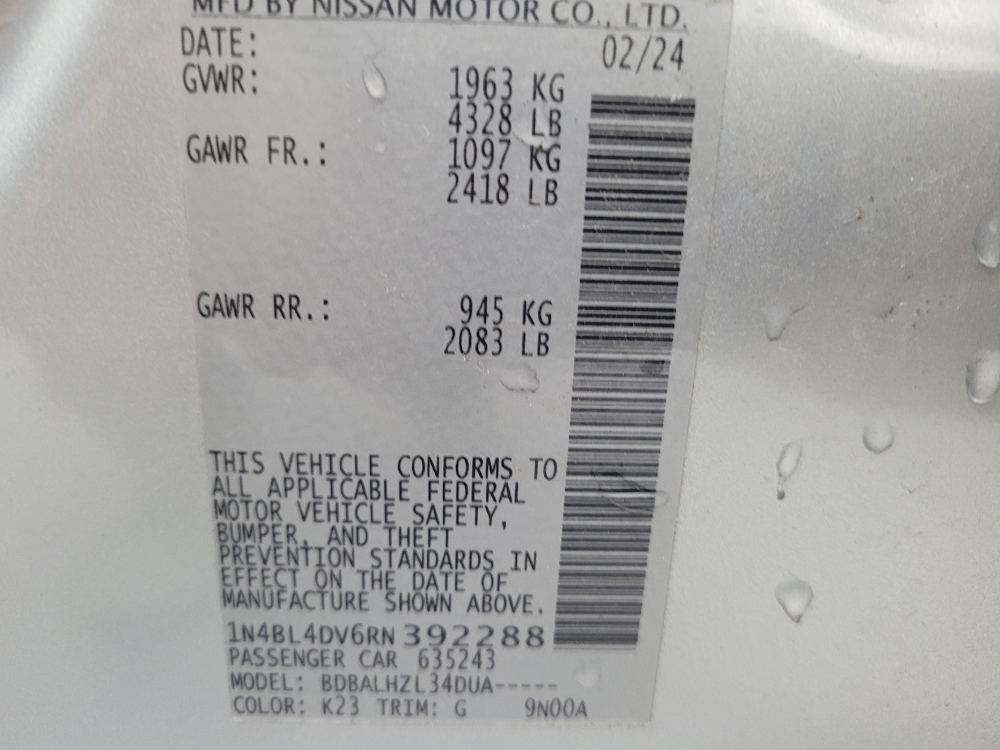 MFD BY NISSAN MOTOR CO., LTD.
DATE: 02/24
GVWR: 1963 KG
4328 LB
GAWR FR.: 1097 KG
2418 LB
GAWR RR.: 945 KG
2083 LB
THIS VEHICLE CONFORMS TO
ALL APPLICABLE FEDERAL
MOTOR VEHICLE SAFETY,
BUMPER, AND THEFT
PREVENTION STANDARDS IN
EFFECT ON THE DATE OF
MANUFACTURE SHOWN ABOVE.
1N4BL4DV6RN392288
PASSENGER CAR 635243
MODEL: BDBALHZL34DUA-----
COLOR: K23 TRIM: G 9N00A